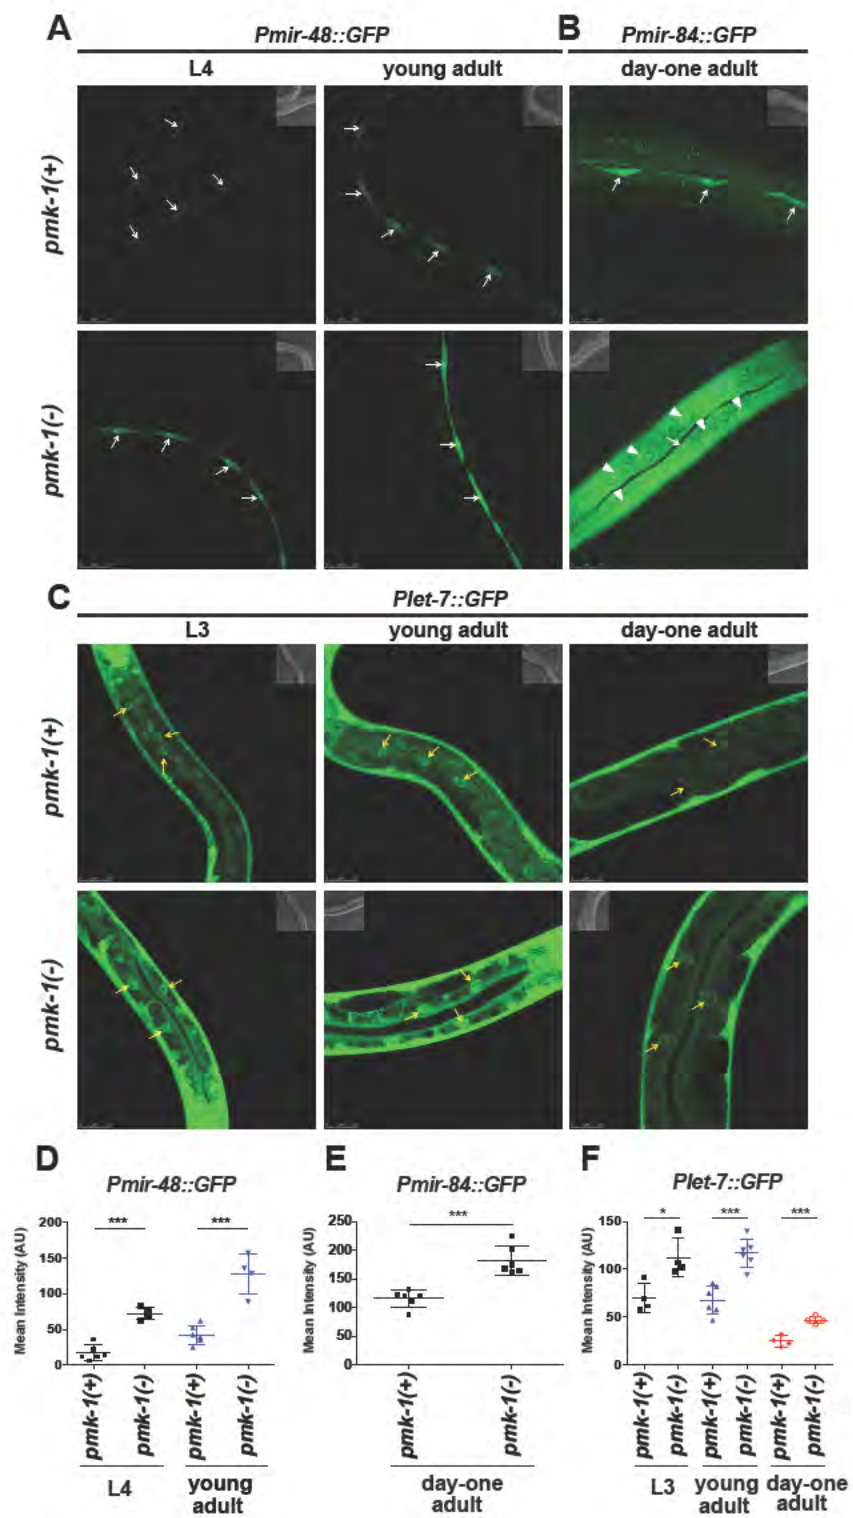 A
B
Pmir-48::GFP
Pmir-84::GFP
L4
young adult
day-one adult
pmk-1(+)
pmk-1(-)
C
Plet-7::GFP
L3
young adult
day-one adult
pmk-1(+)
pmk-1(-)
D
E
F
Pmir-48::GFP
Pmir-84::GFP
Plet-7::GFP
Mean Intensity (AU)
200
150
100
50
0
***
***
pmk-1(+)
pmk-1(-)
pmk-1(+)
pmk-1(-)
L4
young
adult
Mean Intensity (AU)
250
200
150
100
50
0
***
pmk-1(+)
pmk-1(-)
day-one
adult
Mean Intensity (AU)
150
100
50
0
*
***
***
pmk-1(+)
pmk-1(-)
pmk-1(+)
pmk-1(-)
pmk-1(+)
pmk-1(-)
L3
young
adult
day-one
adult